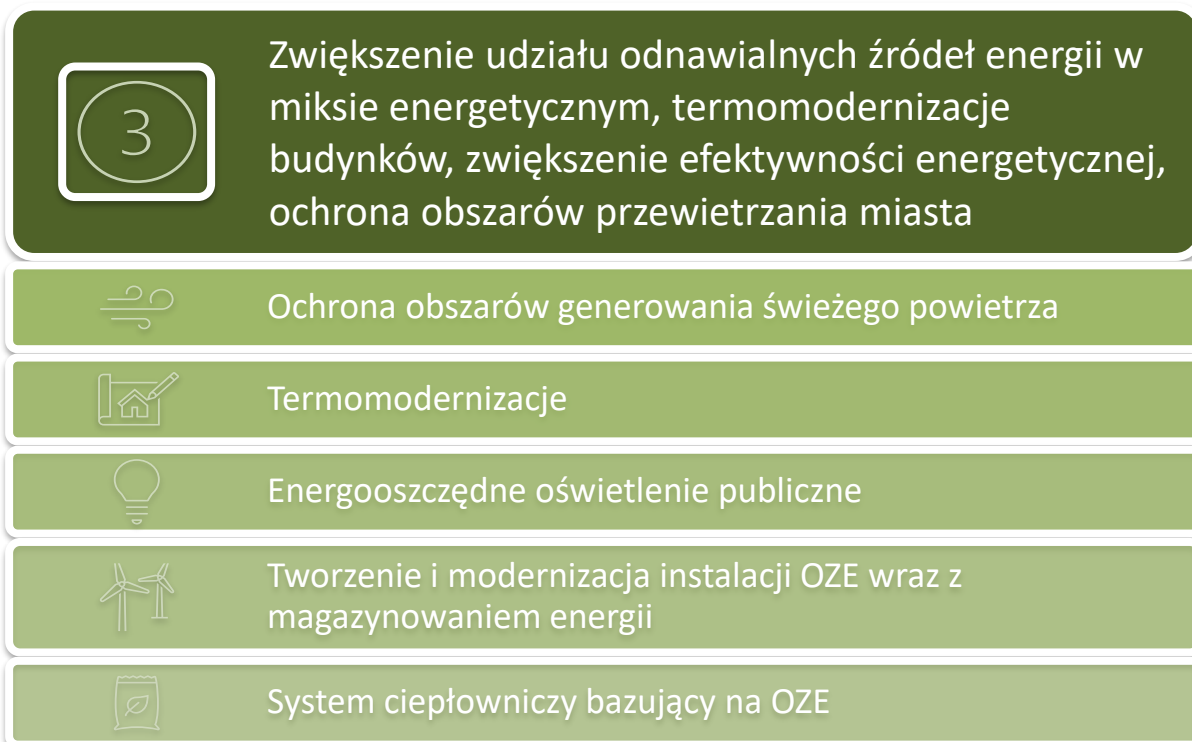 3
Zwiększenie udziału odnawialnych źródeł energii w
miksie energetycznym, termomodernizacje
budynków, zwiększenie efektywności energetycznej,
ochrona obszarów przewietrzania miasta
Ochrona obszarów generowania świeżego powietrza
Termomodernizacje
Energooszczędne oświetlenie publiczne
Tworzenie i modernizacja instalacji OZE wraz z
magazynowaniem energii
System ciepłowniczy bazujący na OZE